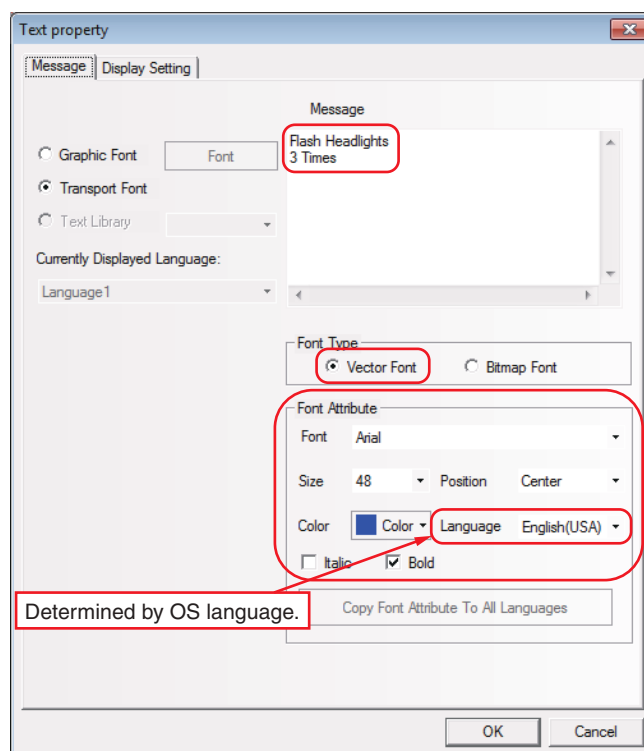 Text property
Message
Display Setting
Message
Graphic Font
Font
Flash Headlights
3 Times
Transport Font
Text Library
Currently Displayed Language:
Language1
Font Type
Vector Font
Bitmap Font
Font Attribute
Font
Arial
Size
48
Position
Center
Color
Color
Language
English(USA)
Italic
Bold
Determined by OS language.
Copy Font Attribute To All Languages
OK
Cancel